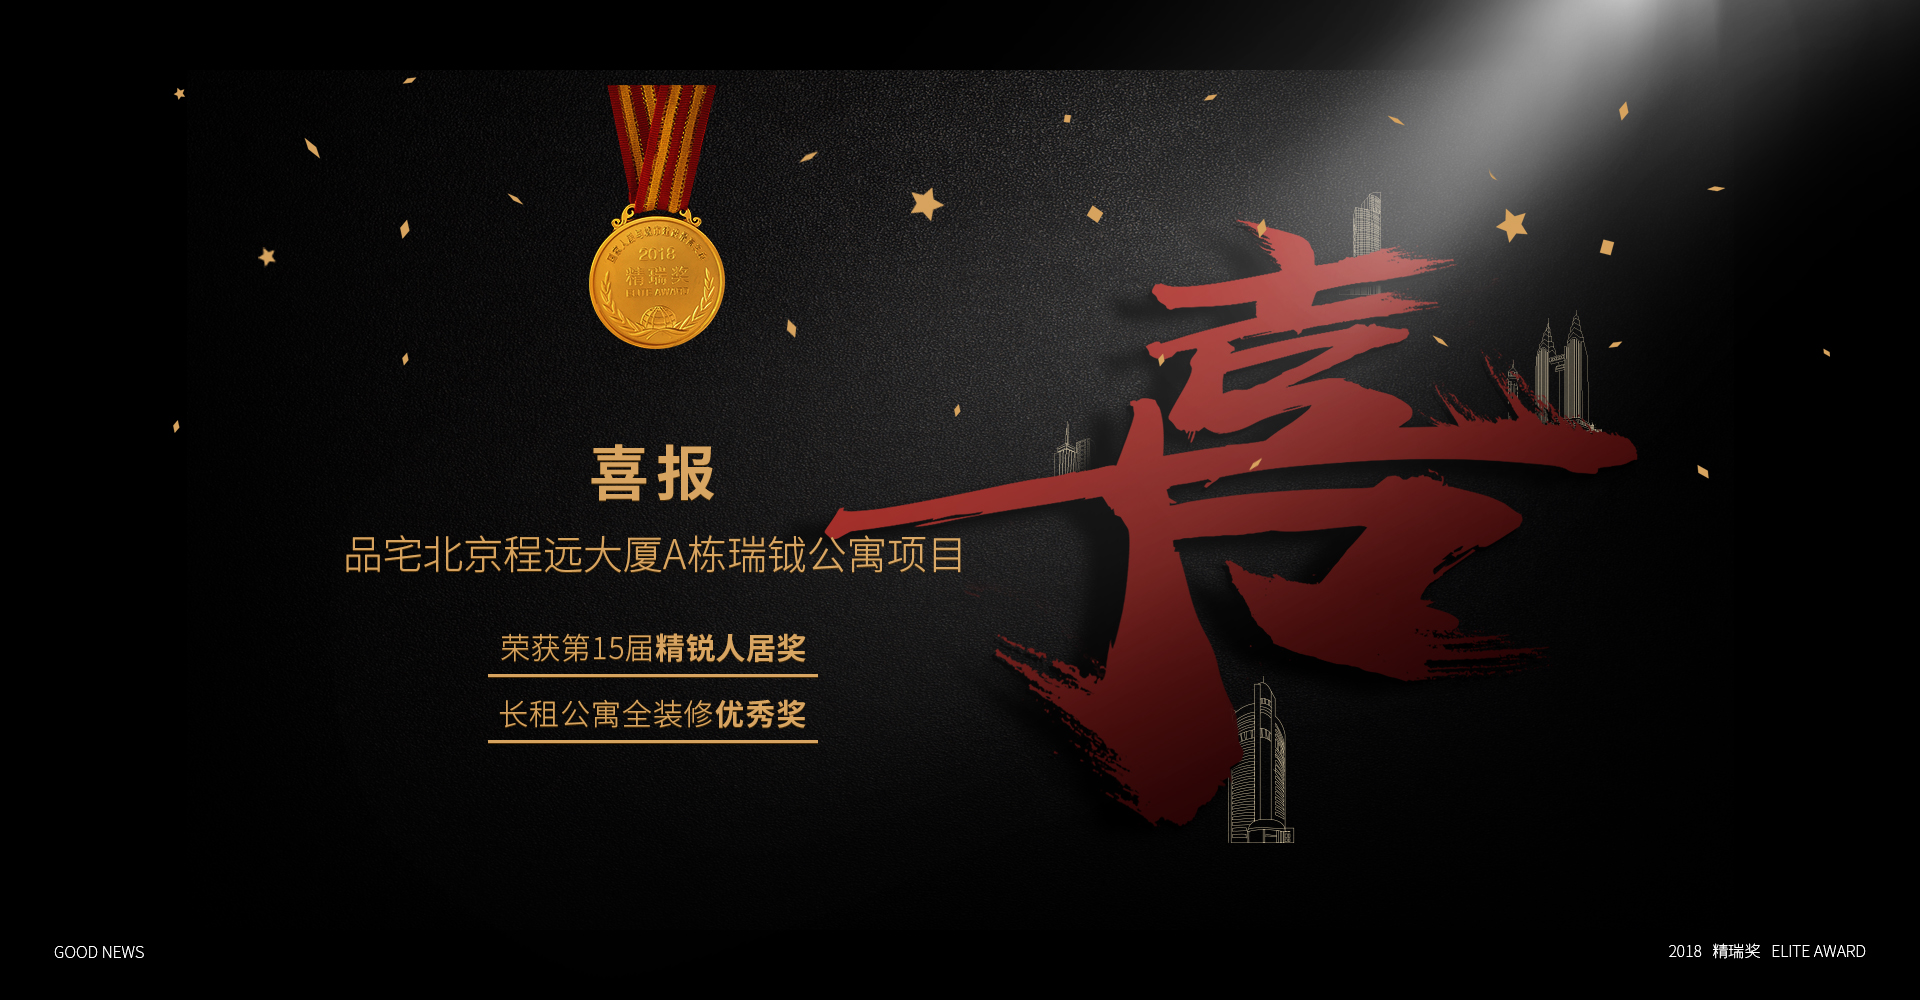 2018
精瑞奖
ELITE AWARD
喜
喜报
品宅北京程远大厦A栋瑞钺公寓项目
荣获第15届精锐人居奖
长租公寓全装修优秀奖
GOOD NEWS
2018 精瑞奖 ELITE AWARD